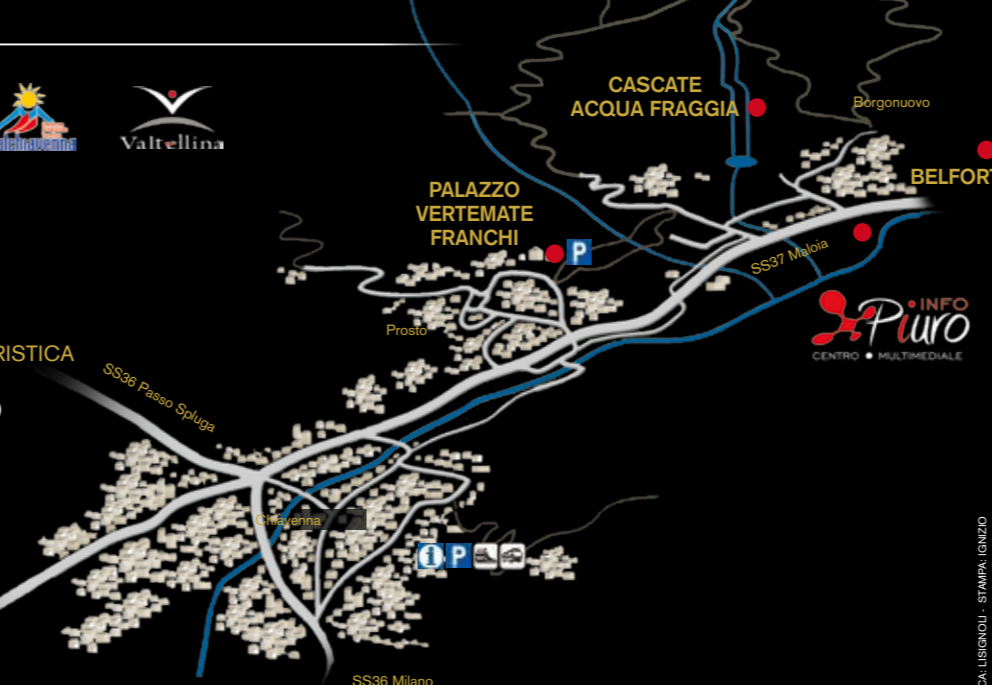 Valtellina
CASCATE
ACQUA FRAGGIA
Borgonuovo
BELFORT
PALAZZO
VERTEMATE
FRANCHI
P
SS37 Maloia
INFO
Piuro
CENTRO • MULTIMEDIALE
Prosto
RISTICA
SS36 Passo Spluga
Chiavenna
i P
SS36 Milano
CA: LISIGNOLI - STAMPA: IGNIZIO